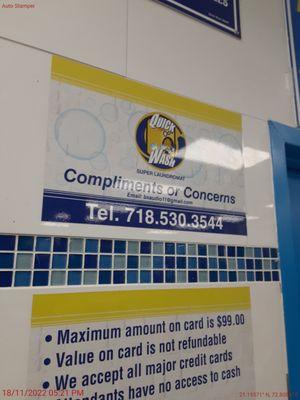 Auto Stamper
QUICK
WASH
SUPER LAUNDROMAT
Compliments or Concerns
Tel. 718.530.3544
• Maximum amount on card is $99.00
• Value on card is not refundable
• We accept all major credit cards
Attendants have no access to cash
18/11/2022 05:21 PM